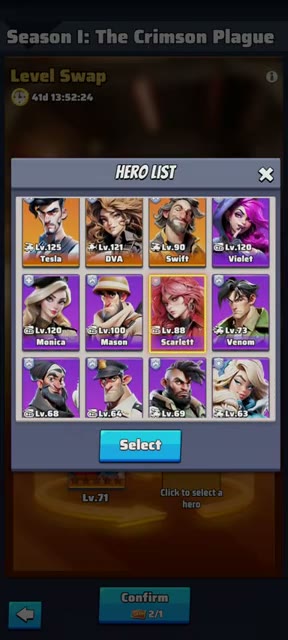 Season I: The Crimson Plague
Level Swap
41d 13:52:24
HERO LIST
Lv.125 Lv.121 Lv.90 Lv.120
Tesla DVA Swift Violet
Lv.120 Lv.100 Lv.88 Lv.73
Monica Mason Scarlett Venom
Lv.68 Lv.64 Lv.69 Lv.63
Select
Lv.71
Click to select a
hero
Confirm
2/1